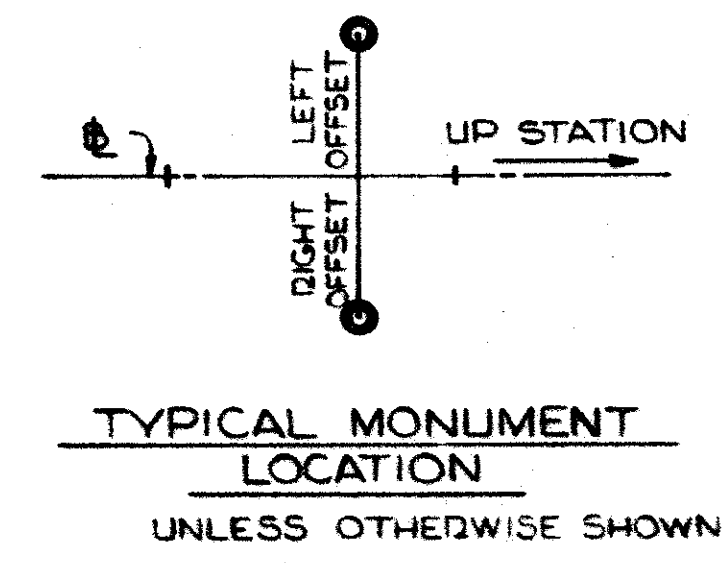 LEFT
OFFSET
℄
UP STATION
RIGHT
OFFSET
TYPICAL MONUMENT
LOCATION
UNLESS OTHERWISE SHOWN